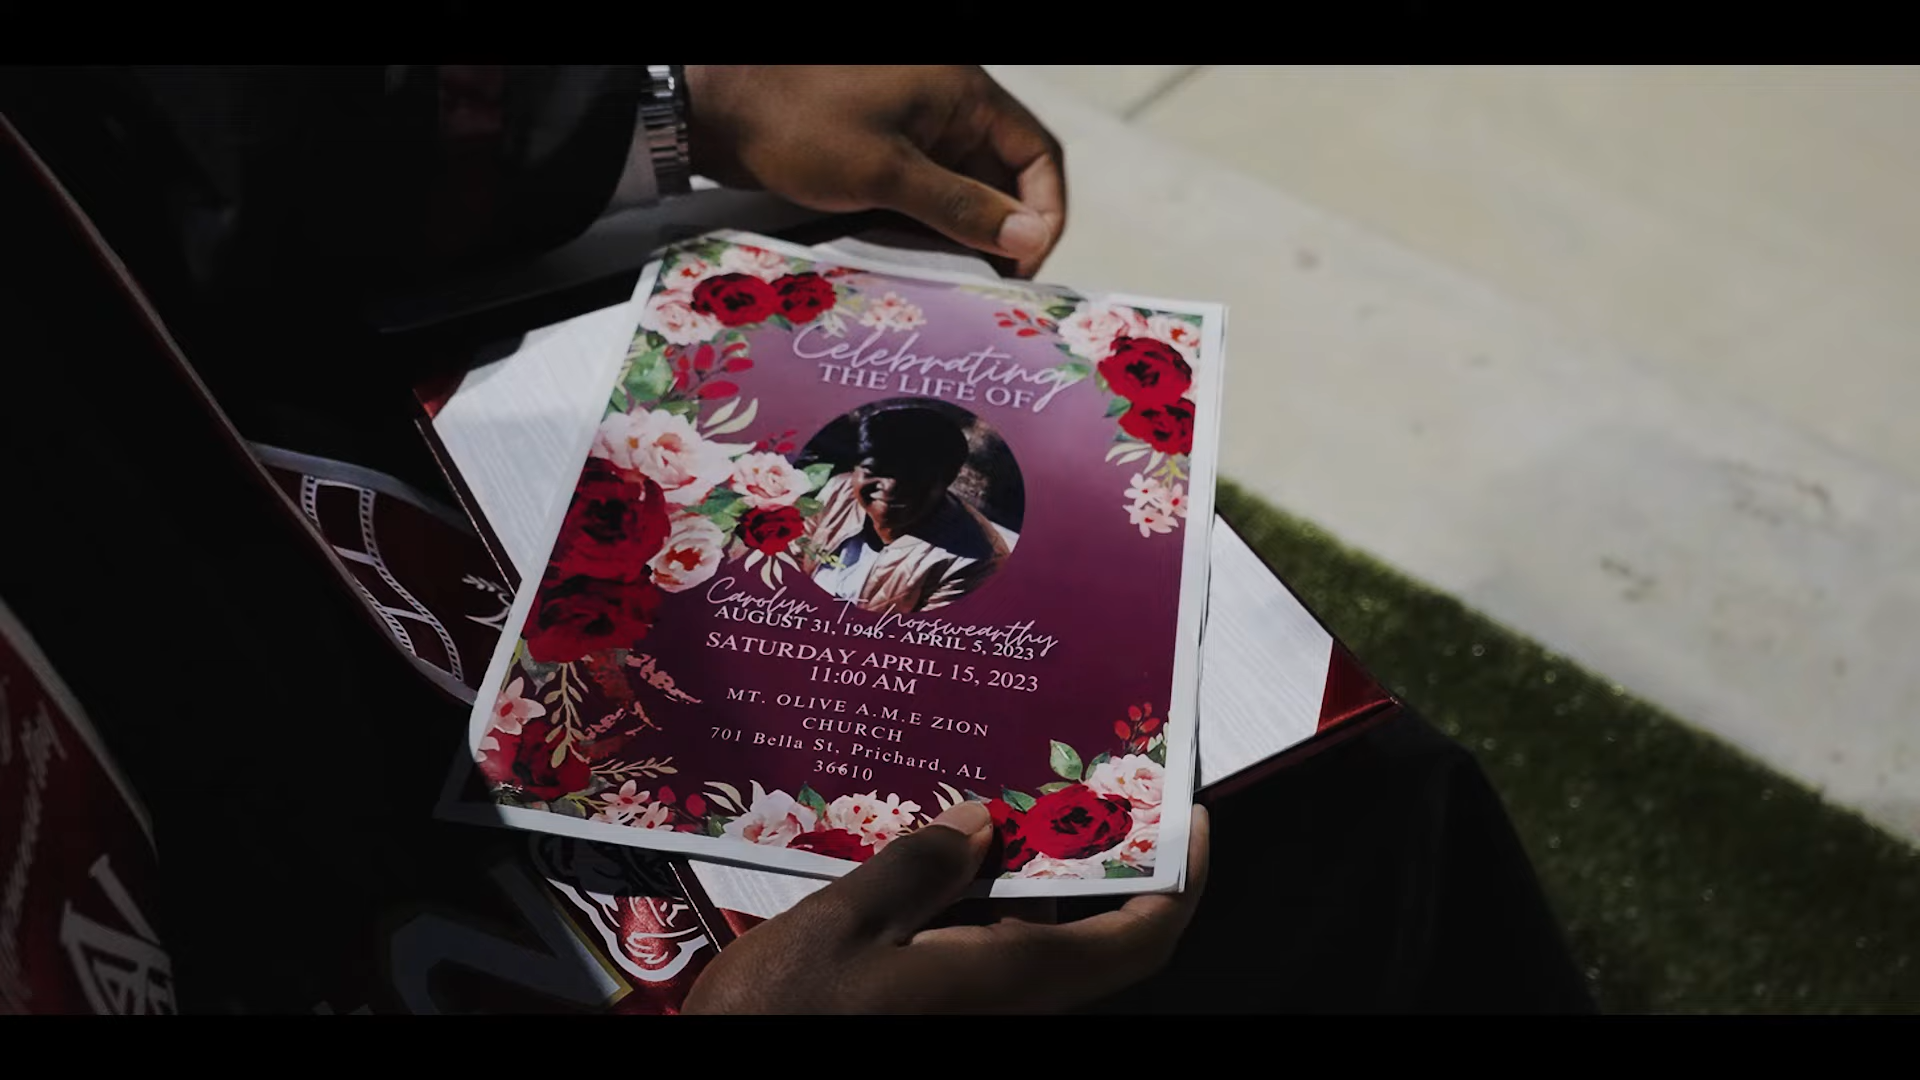 Celebrating
THE LIFE OF
Carolyn T. Norswearthy
AUGUST 31, 1946 - APRIL 5, 2023
SATURDAY APRIL 15, 2023
11:00 AM
MT. OLIVE A.M.E ZION
CHURCH
701 Bella St, Prichard, AL
36610